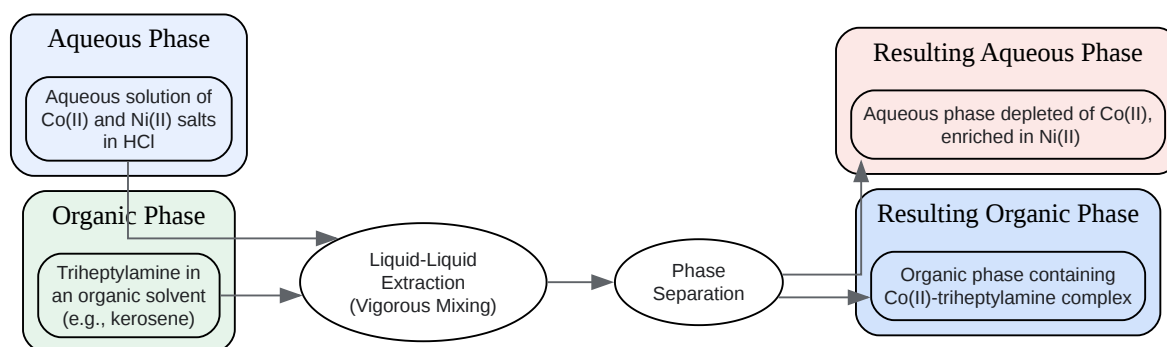 Aqueous Phase
Aqueous solution of
Co(II) and Ni(II) salts
in HCl
Organic Phase
Triheptylamine in
an organic solvent
(e.g., kerosene)
Liquid-Liquid
Extraction
(Vigorous Mixing)
Phase
Separation
Resulting Aqueous Phase
Aqueous phase depleted of Co(II),
enriched in Ni(II)
Resulting Organic Phase
Organic phase containing
Co(II)-triheptylamine complex